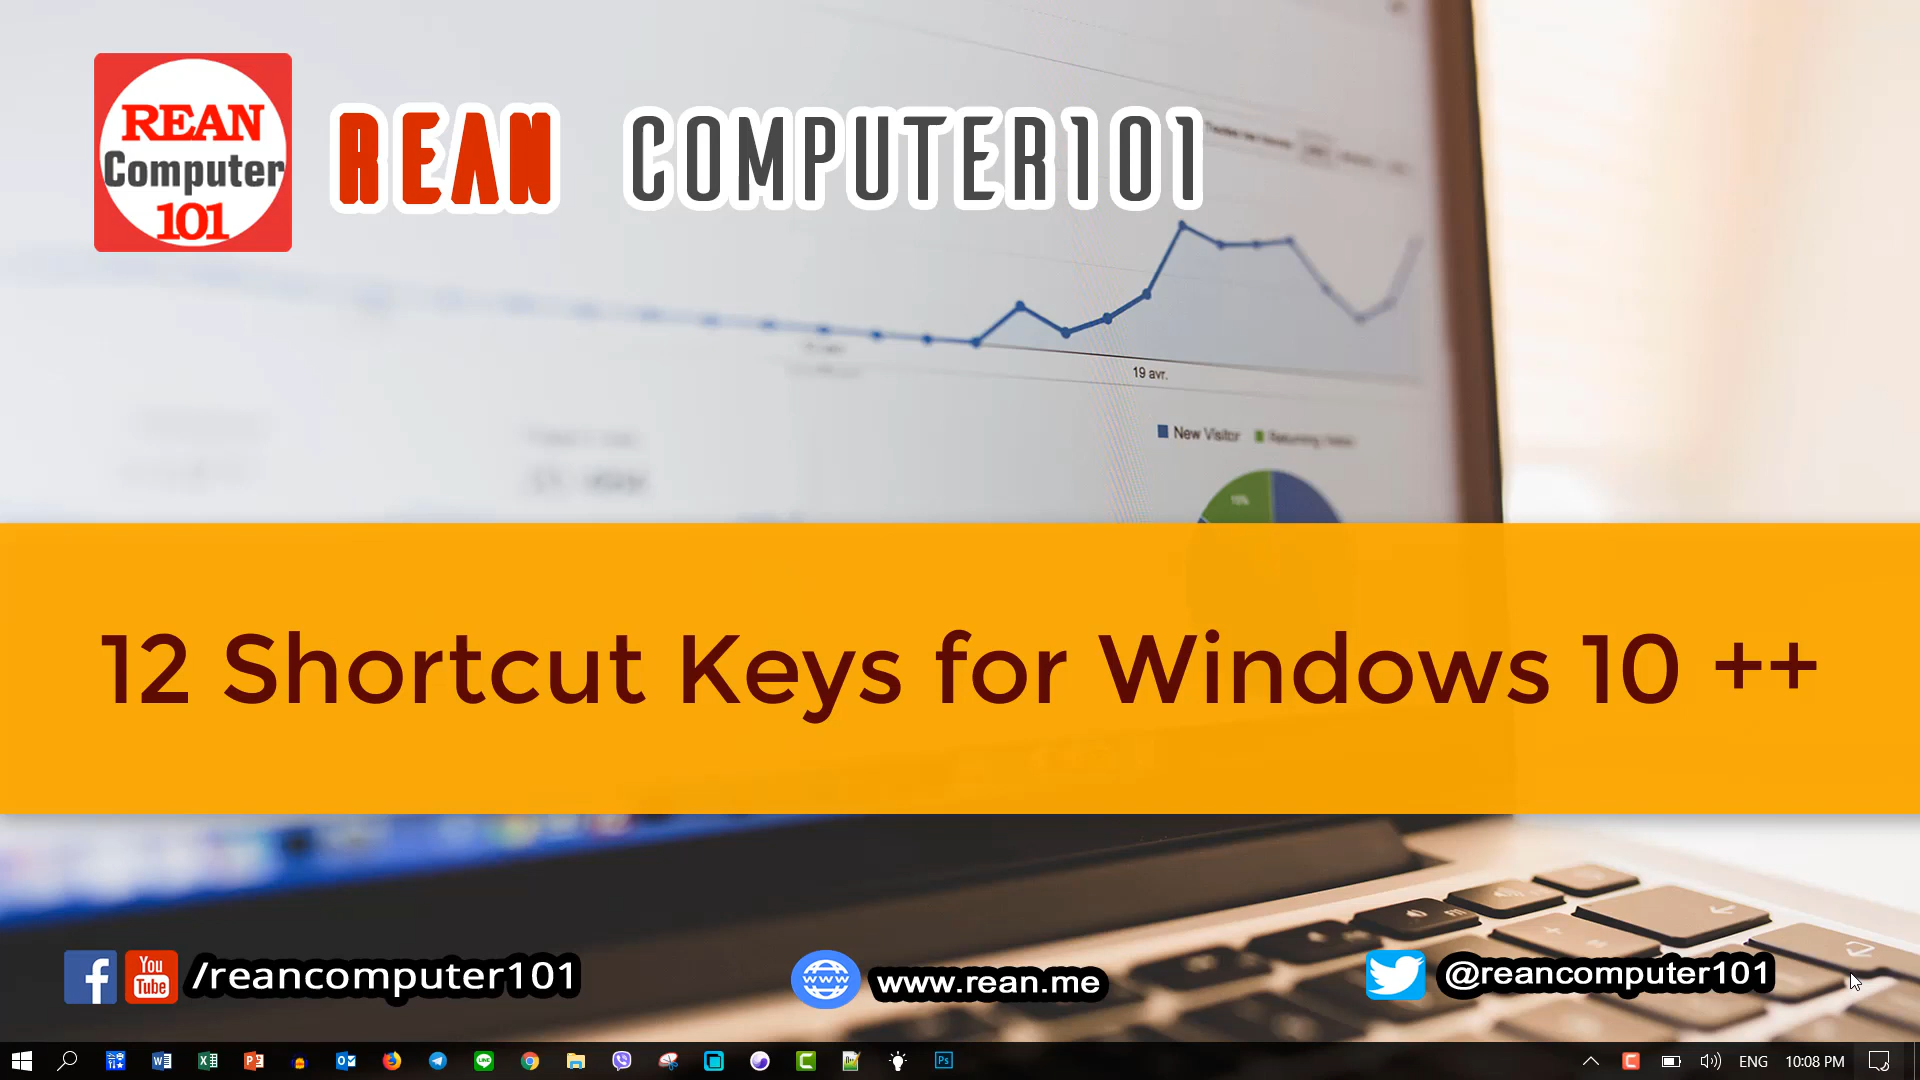 REAN
Computer
101
REAN COMPUTER101
19 avr.
New Visitor
12 Shortcut Keys for Windows 10 ++
You
Tube
/reancomputer101
www
www.rean.me
@reancomputer101
ENG
10:08 PM